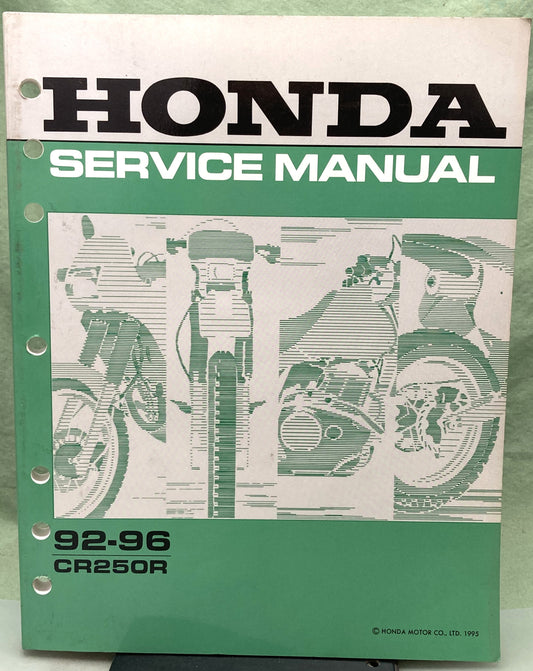 HONDA
SERVICE MANUAL
92-96
CR250R
© HONDA MOTOR CO., LTD. 1995